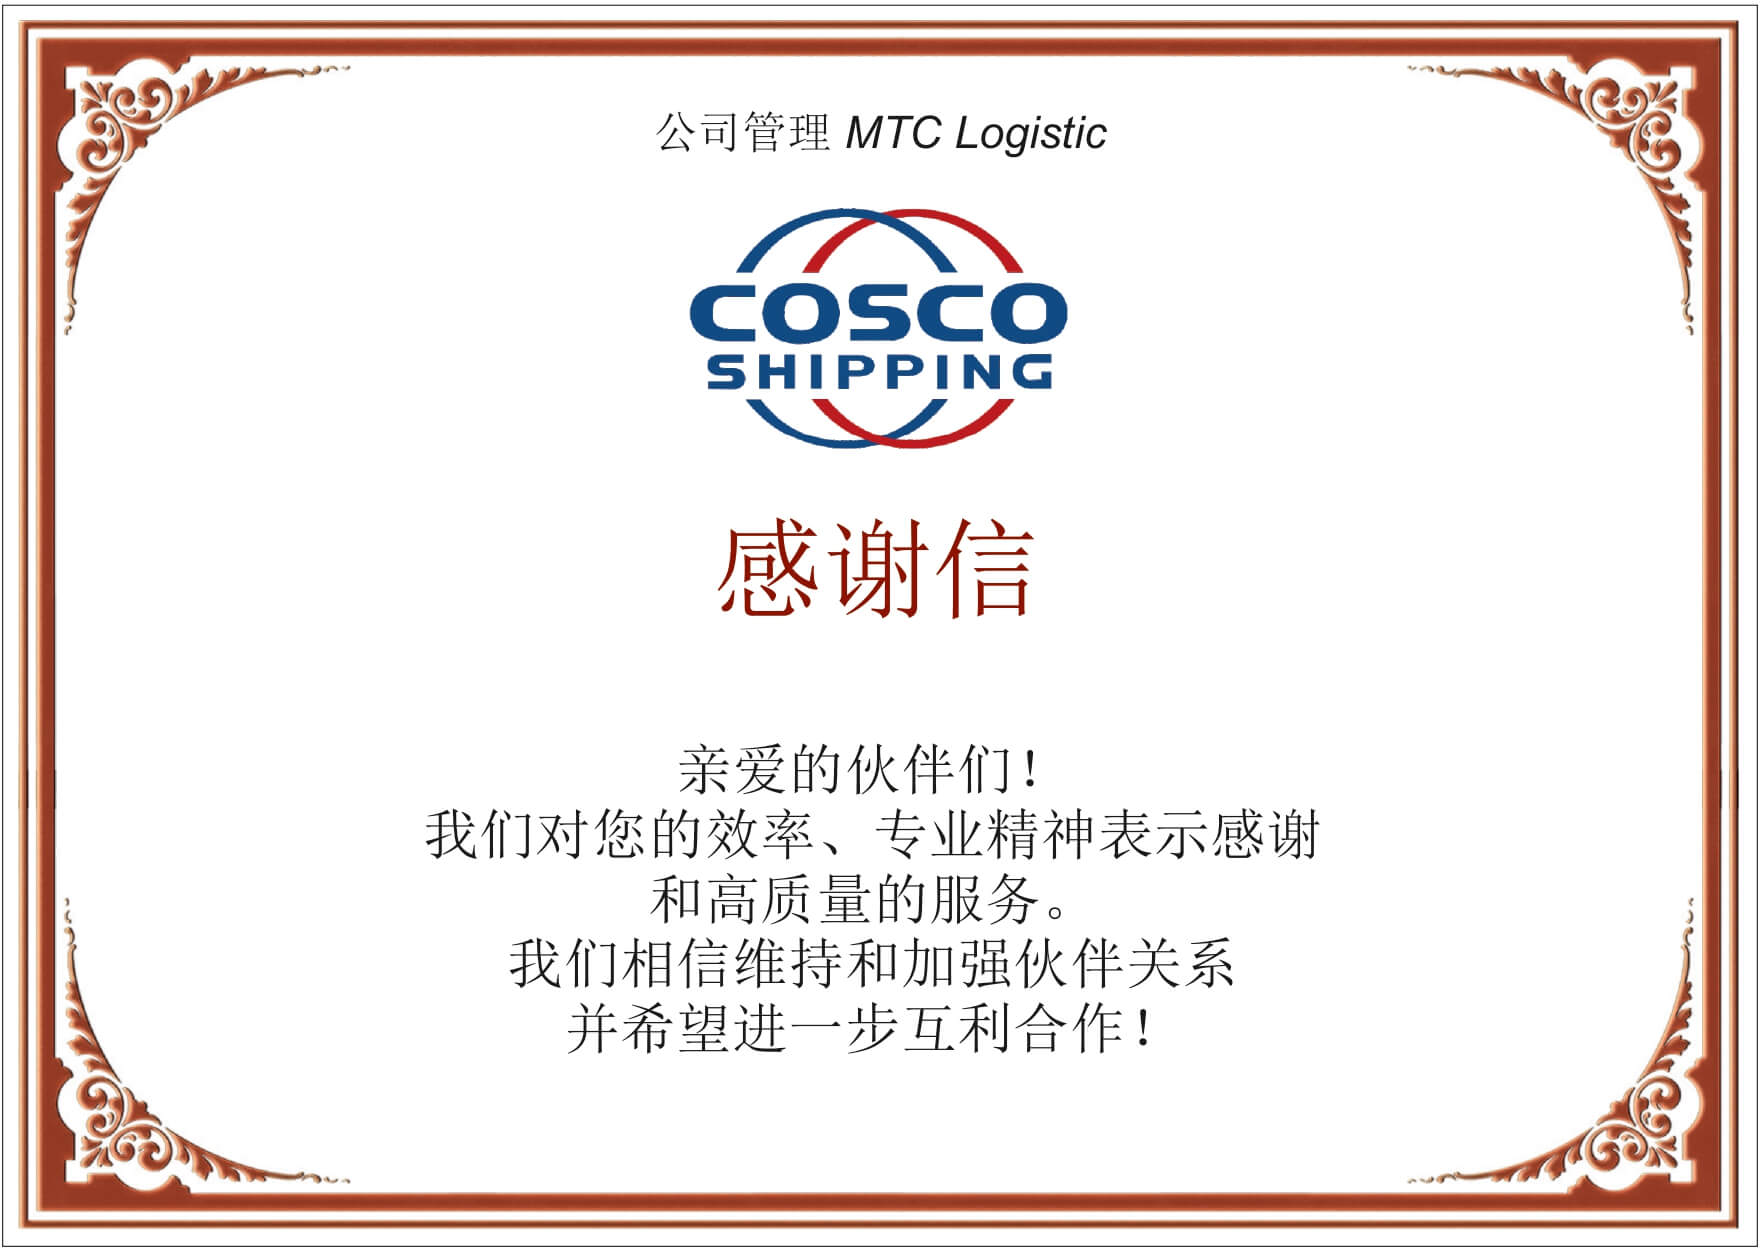 公司管理 MTC Logistic
COSCO
SHIPPING
感谢信
亲爱的伙伴们！
我们对您的效率、专业精神表示感谢
和高质量的服务。
我们相信维持和加强伙伴关系
并希望进一步互利合作！